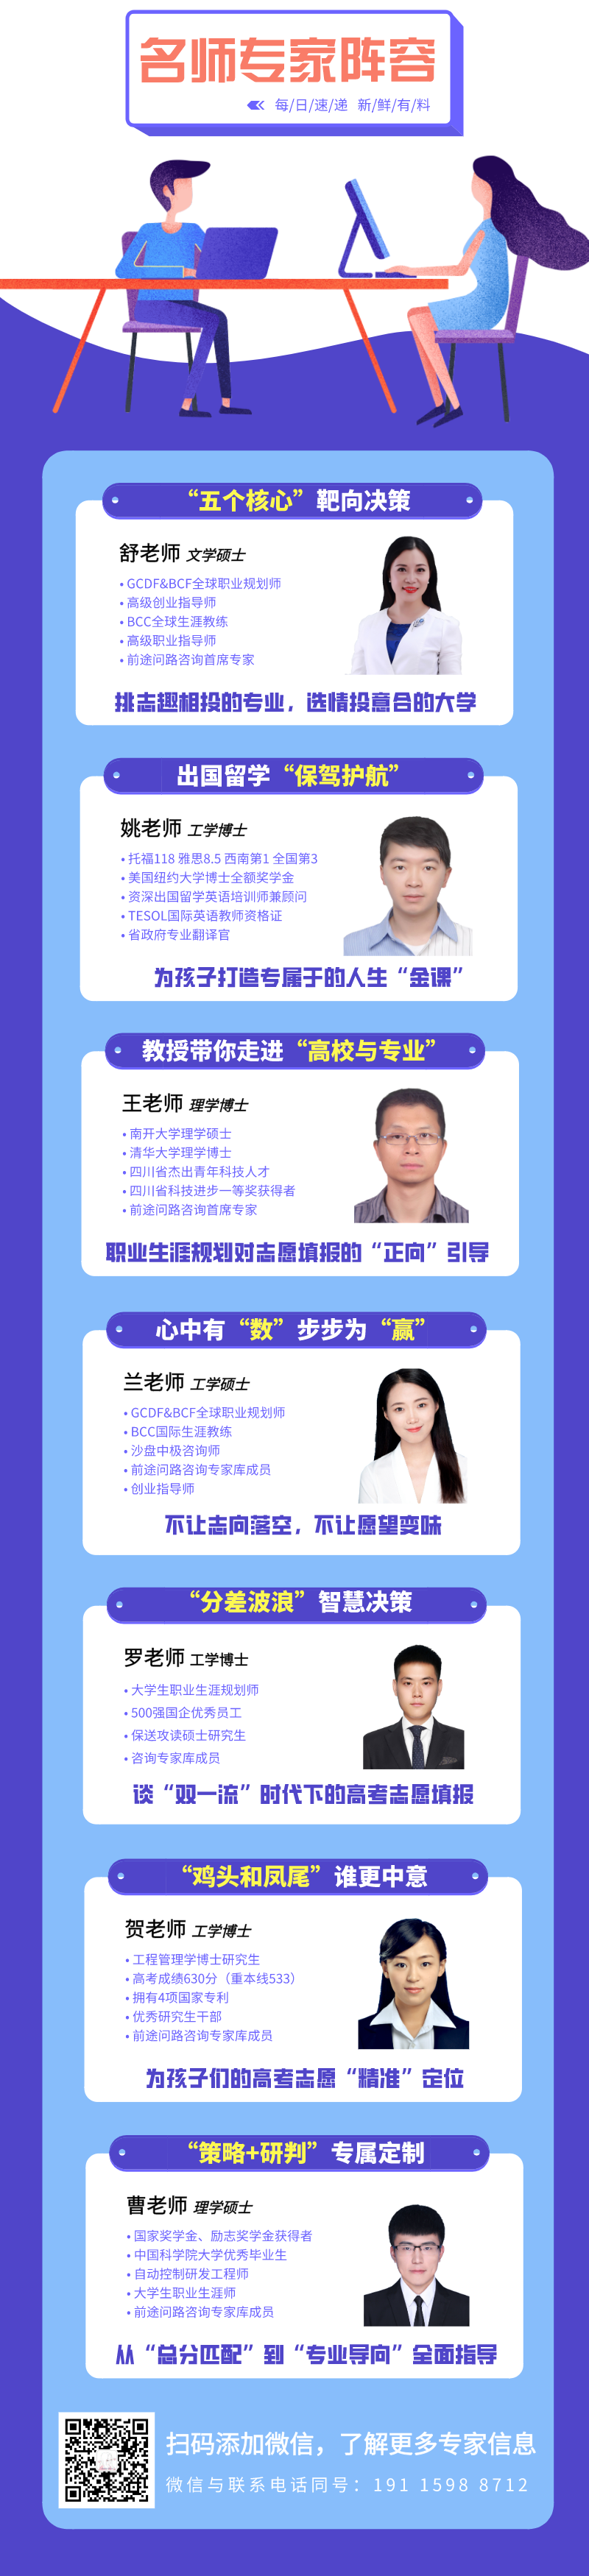 名师专家阵容
每/日/速/递 新/鲜/有/料
“五个核心”靶向决策
舒老师 文学硕士
• GCDF&BCF全球职业规划师
• 高级创业指导师
• BCC全球生涯教练
• 高级职业指导师
• 前途问路咨询首席专家
挑志趣相投的专业，选情投意合的大学
出国留学“保驾护航”
姚老师 工学博士
• 托福118 雅思8.5 西南第1 全国第3
• 美国纽约大学博士全额奖学金
• 资深出国留学英语培训师兼顾问
• TESOL国际英语教师资格证
• 省政府专业翻译官
为孩子打造专属于的人生“金课”
教授带你走进“高校与专业”
王老师 理学博士
• 南开大学理学硕士
• 清华大学理学博士
• 四川省杰出青年科技人才
• 四川省科技进步一等奖获得者
• 前途问路咨询首席专家
职业生涯规划对志愿填报的“正向”引导
心中有“数”步步为“赢”
兰老师 工学硕士
• GCDF&BCF全球职业规划师
• BCC国际生涯教练
• 沙盘中极咨询师
• 前途问路咨询专家库成员
• 创业指导师
不让志向落空，不让愿望变味
“分差波浪”智慧决策
罗老师 工学博士
• 大学生职业生涯规划师
• 500强国企优秀员工
• 保送攻读硕士研究生
• 咨询专家库成员
谈“双一流”时代下的高考志愿填报
“鸡头和凤尾”谁更中意
贺老师 工学博士
• 工程管理学博士研究生
• 高考成绩630分（重本线533）
• 拥有4项国家专利
• 优秀研究生干部
• 前途问路咨询专家库成员
为孩子们的高考志愿“精准”定位
“策略+研判”专属定制
曹老师 理学硕士
• 国家奖学金、励志奖学金获得者
• 中国科学院大学优秀毕业生
• 自动控制研发工程师
• 大学生职业生涯师
• 前途问路咨询专家库成员
从“总分匹配”到“专业导向”全面指导
扫码添加微信，了解更多专家信息
微信与联系电话同号：191 1598 8712